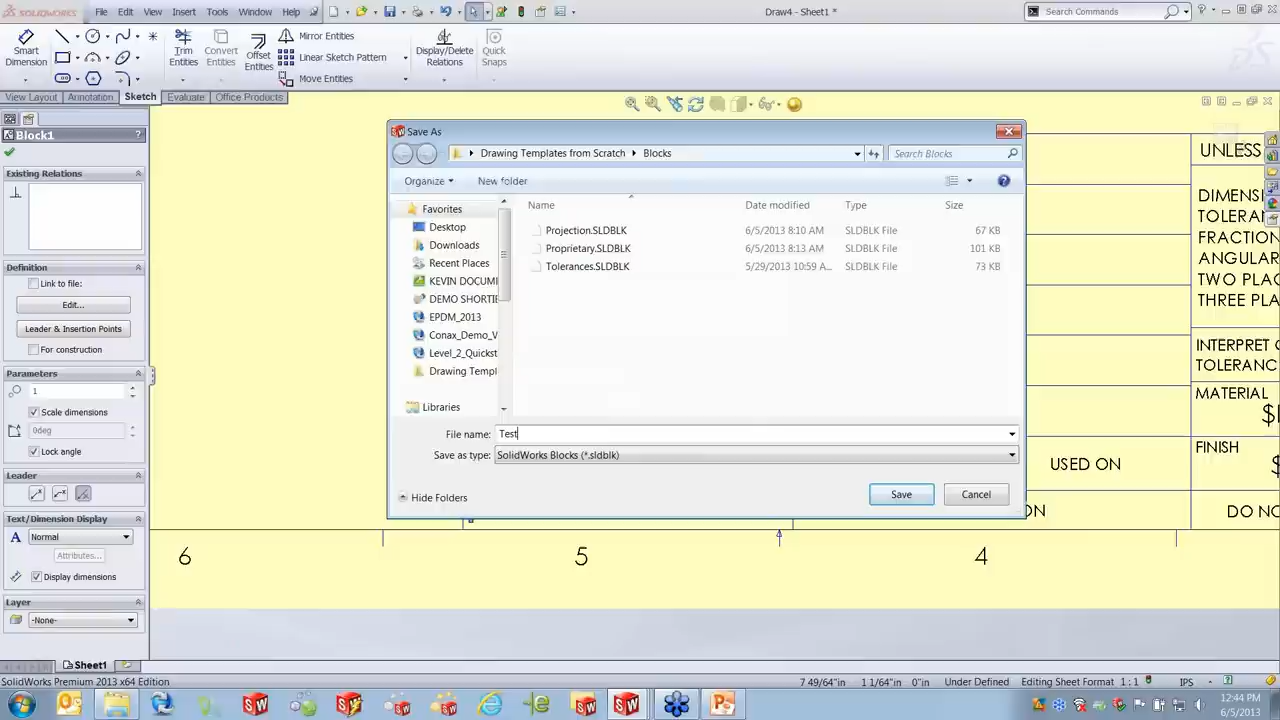 SOLIDWORKS File Edit View Insert Tools Window Help Draw4 - Sheet1 * Search Commands
Smart Dimension
Trim Entities
Convert Entities
Offset Entities
Mirror Entities
Linear Sketch Pattern
Move Entities
Display/Delete Relations
Quick Snaps
View Layout Annotation Sketch Evaluate Office Products
Block1 ?
Existing Relations
Definition
Link to file:
Edit...
Leader & Insertion Points
For construction
Parameters
1
Scale dimensions
0deg
Lock angle
Leader
Text/Dimension Display
Normal
Attributes...
Display dimensions
Layer
-None-
Save As
Drawing Templates from Scratch Blocks Search Blocks
Organize New folder
Name Date modified Type Size
Projection.SLDBLK 6/5/2013 8:10 AM SLDBLK File 67 KB
Proprietary.SLDBLK 6/5/2013 8:13 AM SLDBLK File 101 KB
Tolerances.SLDBLK 5/29/2013 10:59 A... SLDBLK File 73 KB
Favorites
Desktop
Downloads
Recent Places
KEVIN DOCUMI
DEMO SHORTIE
EPDM_2013
Conax_Demo_V
Level_2_Quickst
Drawing Templ
Libraries
File name: Test
Save as type: SolidWorks Blocks (*.sldblk)
Hide Folders Save Cancel
UNLESS
DIMENSI
TOLERAN
FRACTION
ANGULAR
TWO PLAC
THREE PLA
INTERPRET G
TOLERANC
MATERIAL
FINISH
USED ON
ON
DO NO
6 5 4
Sheet1
SolidWorks Premium 2013 x64 Edition 7.49/64" 1 1/64" 0" Under Defined Editing Sheet Format 1 : 1 IPS
12:44 PM
6/5/2013